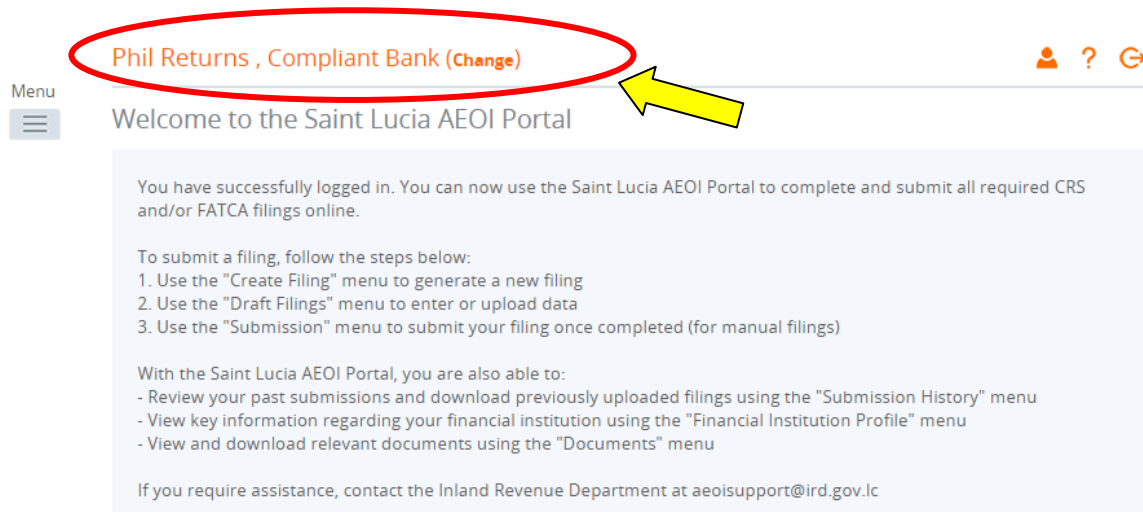 Phil Returns , Compliant Bank (Change)
?
Menu
Welcome to the Saint Lucia AEOI Portal
You have successfully logged in. You can now use the Saint Lucia AEOI Portal to complete and submit all required CRS
and/or FATCA filings online.
To submit a filing, follow the steps below:
1. Use the "Create Filing" menu to generate a new filing
2. Use the "Draft Filings" menu to enter or upload data
3. Use the "Submission" menu to submit your filing once completed (for manual filings)
With the Saint Lucia AEOI Portal, you are also able to:
- Review your past submissions and download previously uploaded filings using the "Submission History" menu
- View key information regarding your financial institution using the "Financial Institution Profile" menu
- View and download relevant documents using the "Documents" menu
If you require assistance, contact the Inland Revenue Department at aeoisupport@ird.gov.lc